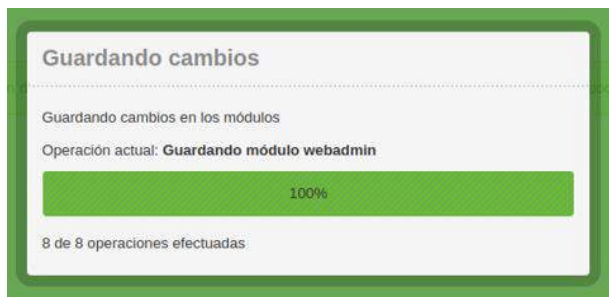 Guardando cambios
Guardando cambios en los módulos
Operación actual: Guardando módulo webadmin
100%
8 de 8 operaciones efectuadas